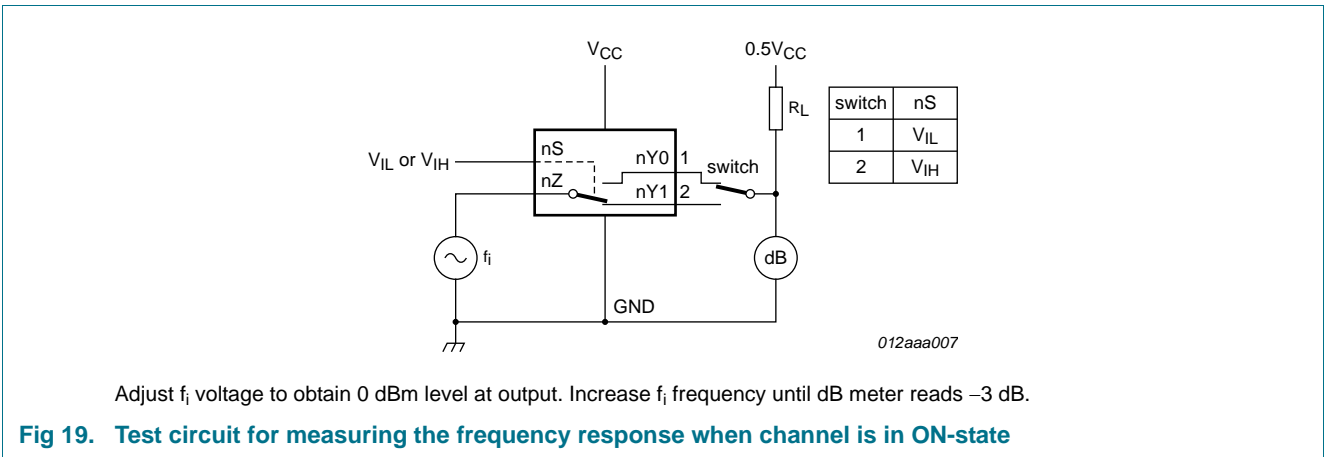 VCC
0.5VCC
RL
switch nS
1 VIL
2 VIH
VIL or VIH
nS
nZ
nY0 1
nY1 2
switch
fi
dB
GND
012aaa007
Adjust fi voltage to obtain 0 dBm level at output. Increase fi frequency until dB meter reads −3 dB.
Fig 19. Test circuit for measuring the frequency response when channel is in ON-state